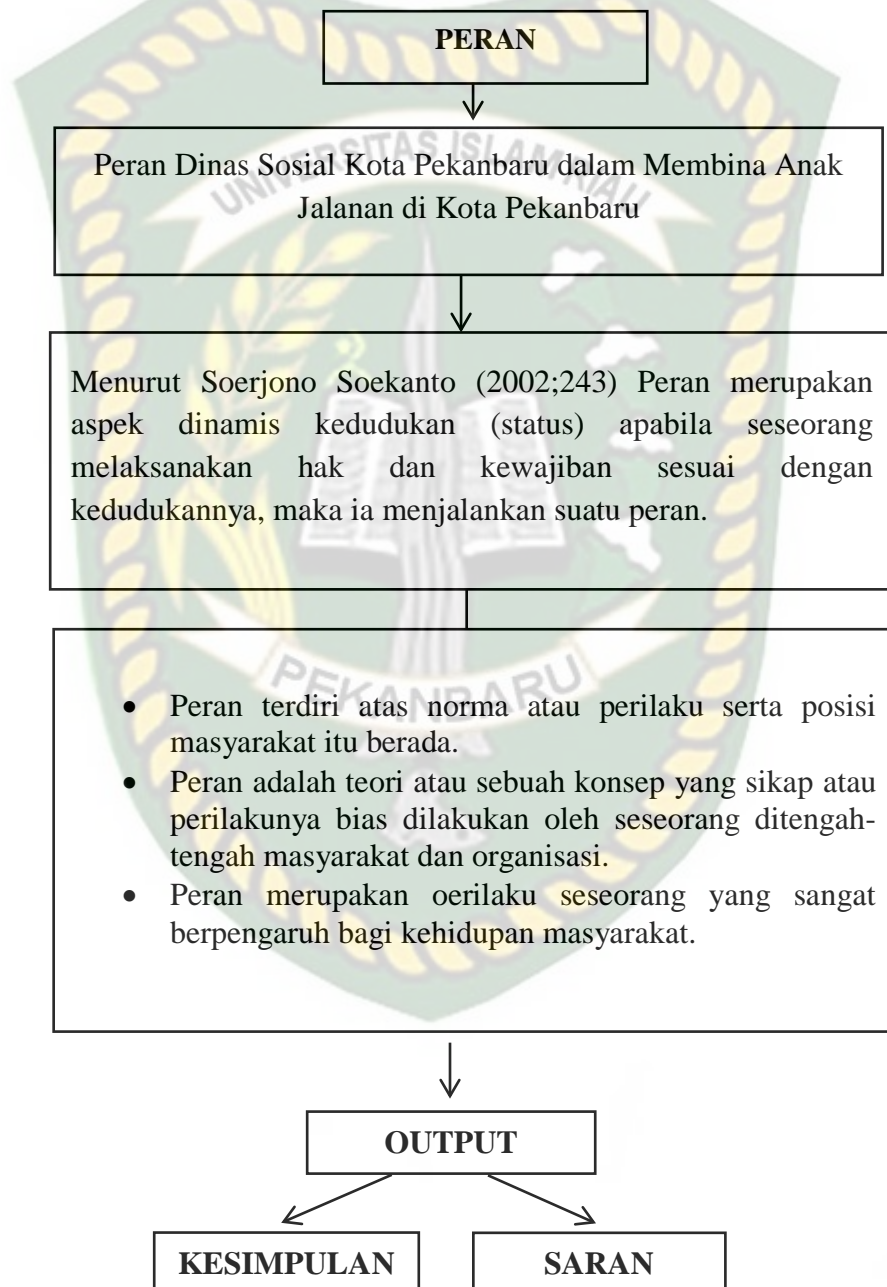 PERAN
UNIVERSITAS ISLAM RIAU
Peran Dinas Sosial Kota Pekanbaru dalam Membina Anak
Jalanan di Kota Pekanbaru
Menurut Soerjono Soekanto (2002;243) Peran merupakan
aspek dinamis kedudukan (status) apabila seseorang
melaksanakan hak dan kewajiban sesuai dengan
kedudukannya, maka ia menjalankan suatu peran.
PEKANBARU
• Peran terdiri atas norma atau perilaku serta posisi
masyarakat itu berada.
• Peran adalah teori atau sebuah konsep yang sikap atau
perilakunya bias dilakukan oleh seseorang ditengah-
tengah masyarakat dan organisasi.
• Peran merupakan oerilaku seseorang yang sangat
berpengaruh bagi kehidupan masyarakat.
OUTPUT
KESIMPULAN
SARAN